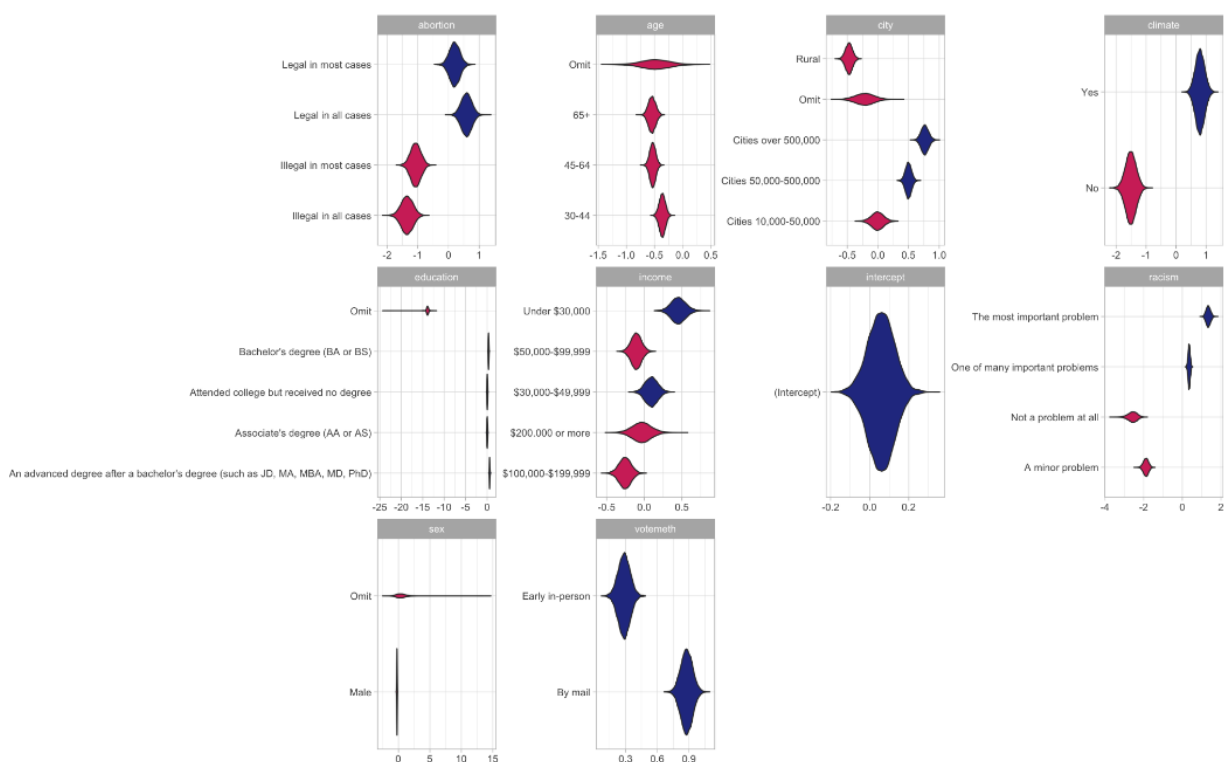 abortion
Legal in most cases
Legal in all cases
Illegal in most cases
Illegal in all cases
-2 -1 0 1
age
Omit
65+
45-64
30-44
-1.5 -1.0 -0.5 0.0 0.5
city
Rural
Omit
Cities over 500,000
Cities 50,000-500,000
Cities 10,000-50,000
-0.5 0.0 0.5 1.0
climate
Yes
No
-2 -1 0 1
education
Omit
Bachelor's degree (BA or BS)
Attended college but received no degree
Associate's degree (AA or AS)
An advanced degree after a bachelor's degree (such as JD, MA, MBA, MD, PhD)
-25 -20 -15 -10 -5 0
income
Under $30,000
$50,000-$99,999
$30,000-$49,999
$200,000 or more
$100,000-$199,999
-0.5 0.0 0.5
intercept
(Intercept)
-0.2 0.0 0.2
racism
The most important problem
One of many important problems
Not a problem at all
A minor problem
-4 -2 0 2
sex
Omit
Male
0 5 10 15
votemeth
Early in-person
By mail
0.3 0.6 0.9